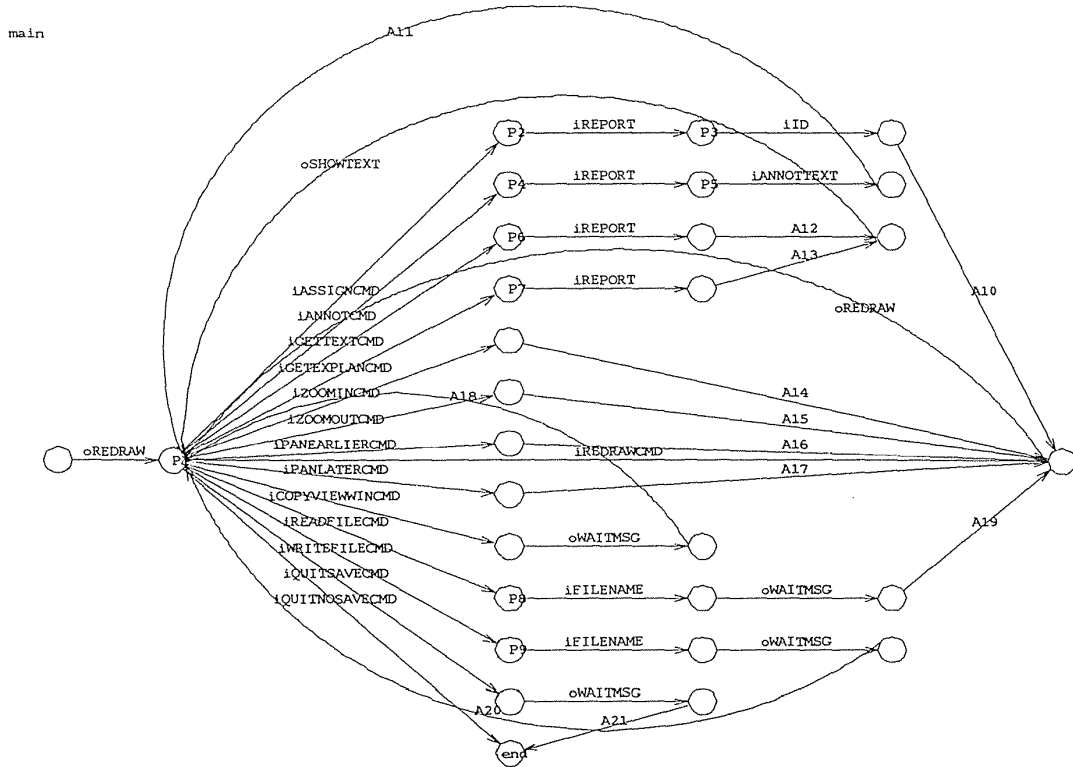 main
A11
P2 iREPORT P3 iID
oSHOWTEXT
P4 iREPORT P5 iANNOTTEXT
P6 iREPORT A12
A13
P7 iREPORT
iASSIGNCMD
A10
oREDRAW
iANNOTCMD
iGETTEXTCMD
iGETEXPLANCMD
iZOOMINCMD A18 A14
iZOOMOUTCMD A15
iPANEARLIERCMD iREDRAWCMD A16
oREDRAW
iPANLATERCMD A17
iCOPYVIEWWINCMD
iREADFILECMD A19
oWAITMSG
iWRITEFILECMD
iQUITSAVECMD
P8 iFILENAME oWAITMSG
iQUITNOSAVECMD
P9 iFILENAME oWAITMSG
oWAITMSG
A20 A21
end